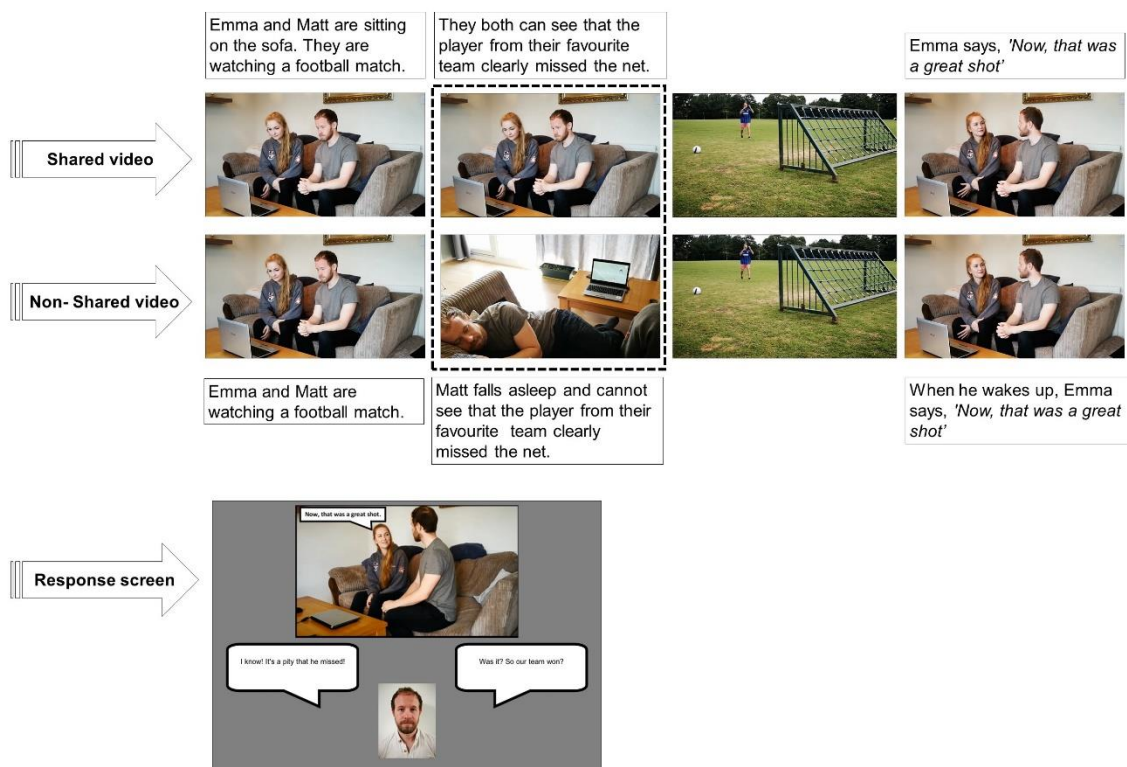 Emma and Matt are sitting
on the sofa. They are
watching a football match.
They both can see that the
player from their favourite
team clearly missed the net.
Emma says, 'Now, that was
a great shot'
Shared video
Non- Shared video
Emma and Matt are
watching a football match.
Matt falls asleep and cannot
see that the player from their
favourite team clearly
missed the net.
When he wakes up, Emma
says, 'Now, that was a great
shot'
Response screen
Now, that was a great shot.
I know! It's a pity that he missed!
Was it? So our team won?